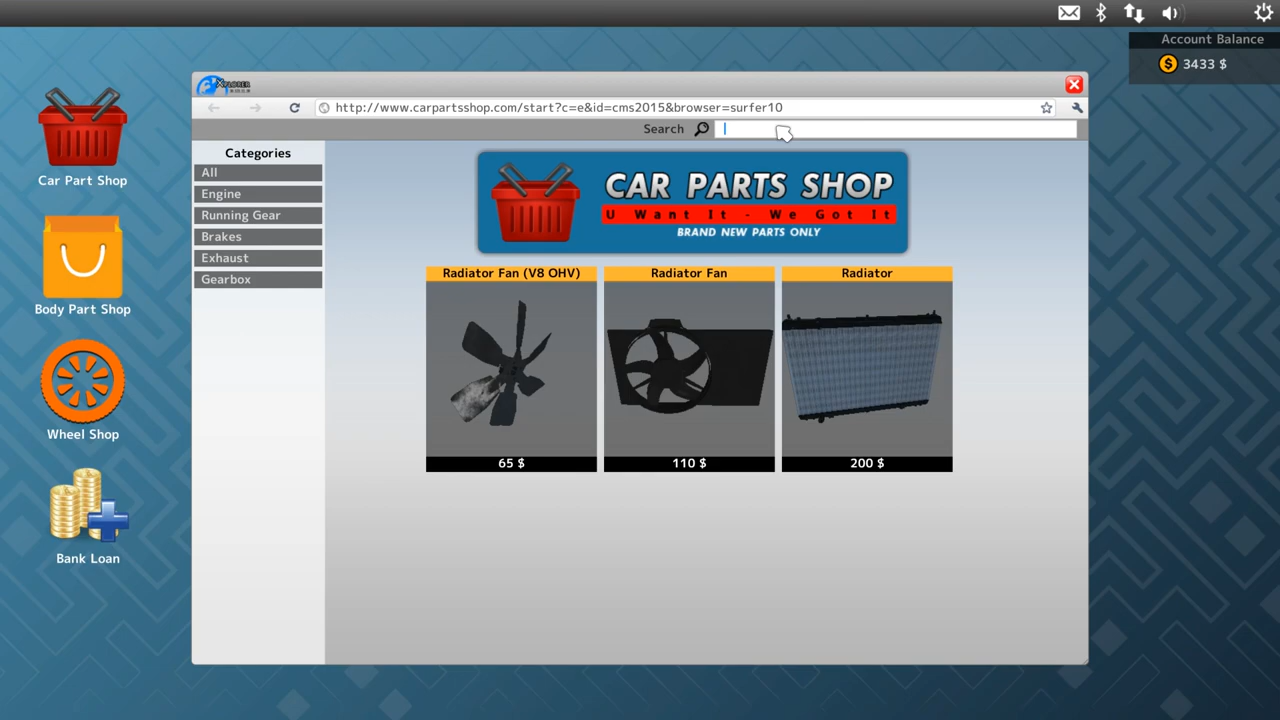 Account Balance
3433 $
XPLORER
http://www.carpartsshop.com/start?c=e&id=cms2015&browser=surfer10
Search
Categories
All
Engine
Running Gear
Brakes
Exhaust
Gearbox
CAR PARTS SHOP
U Want It - We Got It
BRAND NEW PARTS ONLY
Radiator Fan (V8 OHV)
65 $
Radiator Fan
110 $
Radiator
200 $
Car Part Shop
Body Part Shop
Wheel Shop
Bank Loan